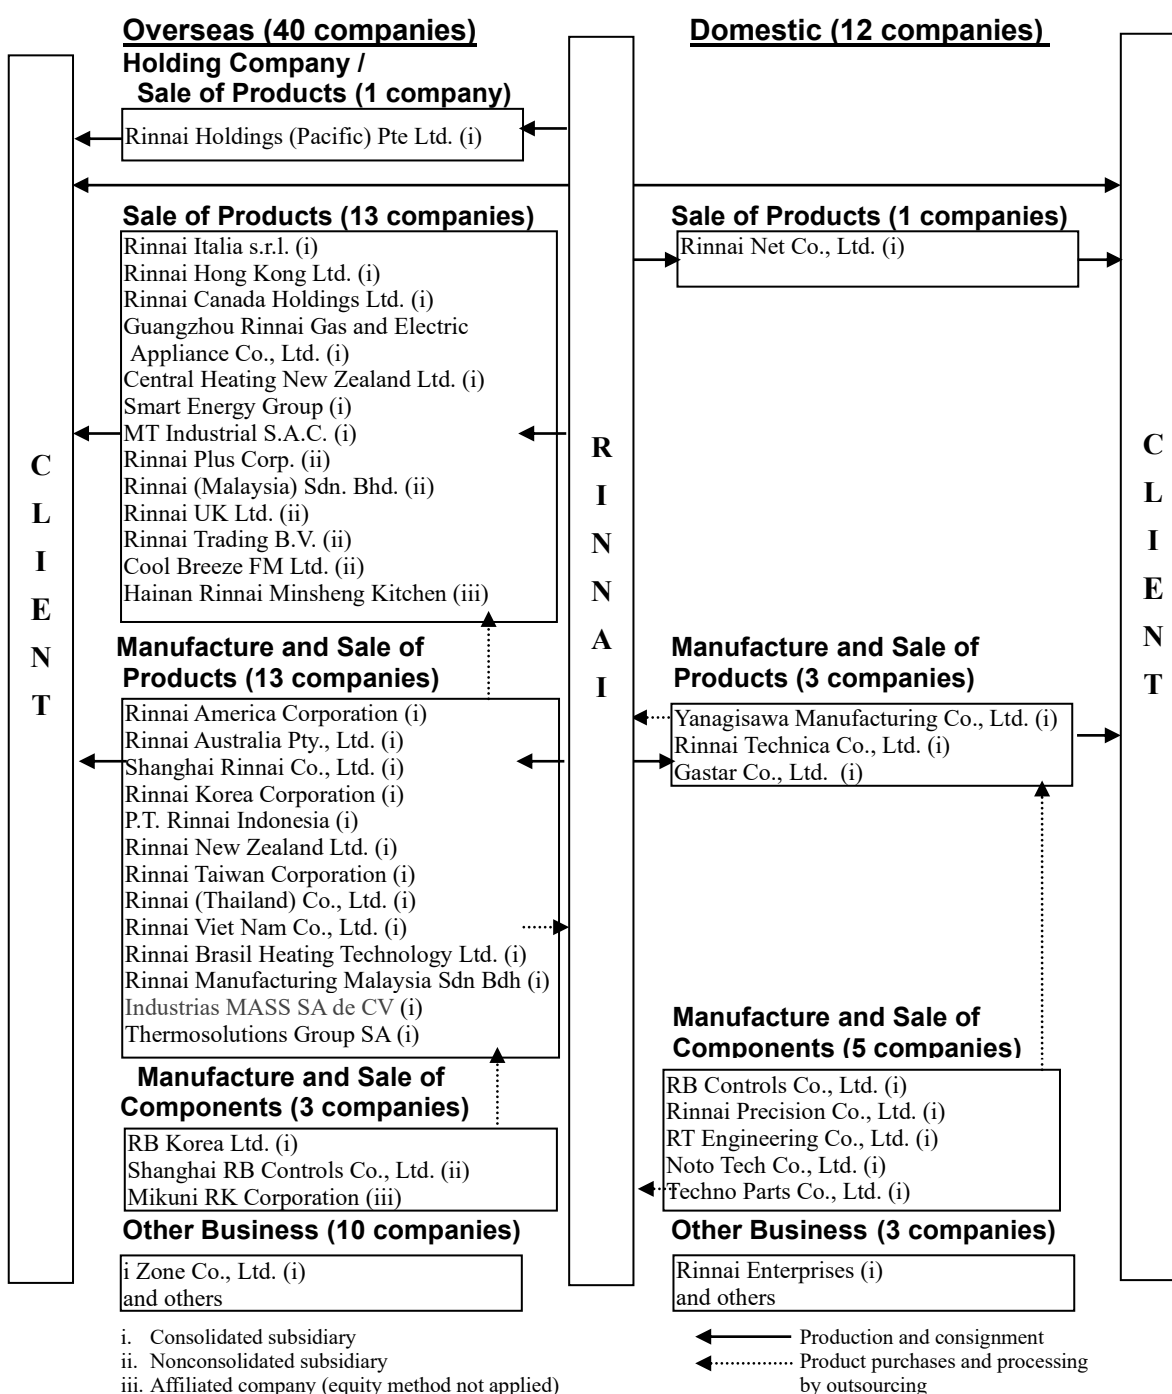 Overseas (40 companies)
Domestic (12 companies)
Holding Company /
Sale of Products (1 company)
Rinnai Holdings (Pacific) Pte Ltd. (i)
Sale of Products (13 companies)
Rinnai Italia s.r.l. (i)
Rinnai Hong Kong Ltd. (i)
Rinnai Canada Holdings Ltd. (i)
Guangzhou Rinnai Gas and Electric
Appliance Co., Ltd. (i)
Central Heating New Zealand Ltd. (i)
Smart Energy Group (i)
MT Industrial S.A.C. (i)
Rinnai Plus Corp. (ii)
Rinnai (Malaysia) Sdn. Bhd. (ii)
Rinnai UK Ltd. (ii)
Rinnai Trading B.V. (ii)
Cool Breeze FM Ltd. (ii)
Hainan Rinnai Minsheng Kitchen (iii)
Manufacture and Sale of
Products (13 companies)
Rinnai America Corporation (i)
Rinnai Australia Pty., Ltd. (i)
Shanghai Rinnai Co., Ltd. (i)
Rinnai Korea Corporation (i)
P.T. Rinnai Indonesia (i)
Rinnai New Zealand Ltd. (i)
Rinnai Taiwan Corporation (i)
Rinnai (Thailand) Co., Ltd. (i)
Rinnai Viet Nam Co., Ltd. (i)
Rinnai Brasil Heating Technology Ltd. (i)
Rinnai Manufacturing Malaysia Sdn Bdh (i)
Industrias MASS SA de CV (i)
Thermosolutions Group SA (i)
Manufacture and Sale of
Components (3 companies)
RB Korea Ltd. (i)
Shanghai RB Controls Co., Ltd. (ii)
Mikuni RK Corporation (iii)
Other Business (10 companies)
i Zone Co., Ltd. (i)
and others
Sale of Products (1 companies)
Rinnai Net Co., Ltd. (i)
Manufacture and Sale of
Products (3 companies)
Yanagisawa Manufacturing Co., Ltd. (i)
Rinnai Technica Co., Ltd. (i)
Gastar Co., Ltd. (i)
Manufacture and Sale of
Components (5 companies)
RB Controls Co., Ltd. (i)
Rinnai Precision Co., Ltd. (i)
RT Engineering Co., Ltd. (i)
Noto Tech Co., Ltd. (i)
Techno Parts Co., Ltd. (i)
Other Business (3 companies)
Rinnai Enterprises (i)
and others
CLIENT
RINNAI
CLIENT
i. Consolidated subsidiary
ii. Nonconsolidated subsidiary
iii. Affiliated company (equity method not applied)
Production and consignment
Product purchases and processing
by outsourcing